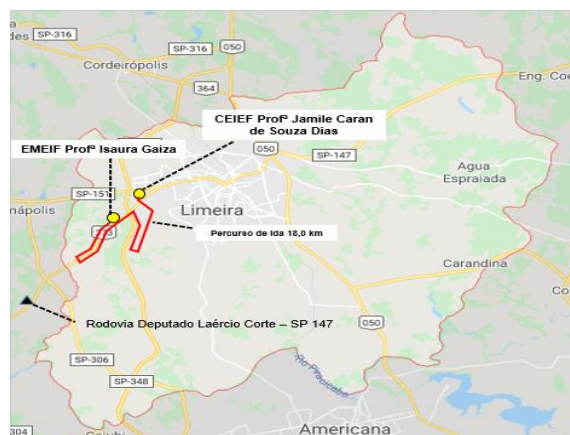 SP-316
SP-316
050
Cordeirópolis
Eng. Coe
364
CEIEF Profª Jamile Caran
de Souza Dias
EMEIF Profª Isaura Gaiza
050
SP-147
Agua
Espraiada
SP-151
nápolis
Limeira
Percurso de Ida 18,0 km
Carandina
Rodovia Deputado Laércio Corte – SP 147
050
SP-306
SP-348
Rio Piracicaba
304
Americana